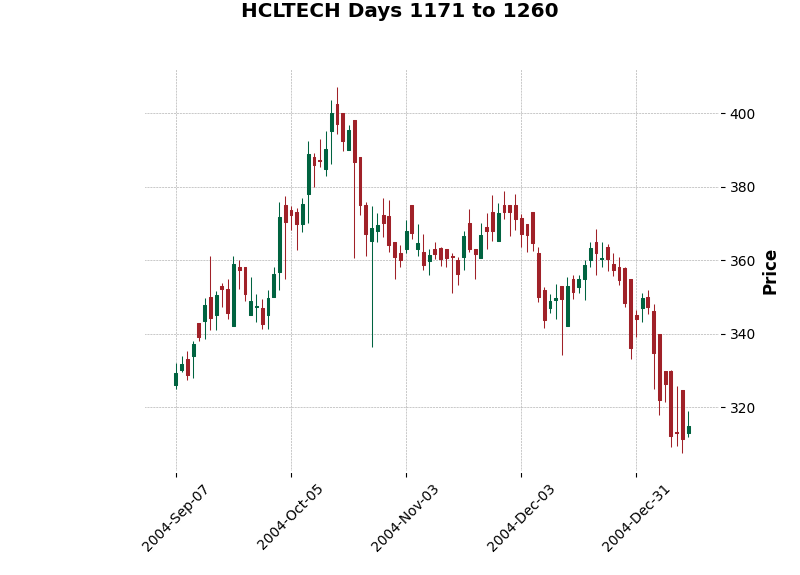 HCLTECH Days 1171 to 1260
400
380
360
340
320
Price
2004-Sep-07
2004-Oct-05
2004-Nov-03
2004-Dec-03
2004-Dec-31